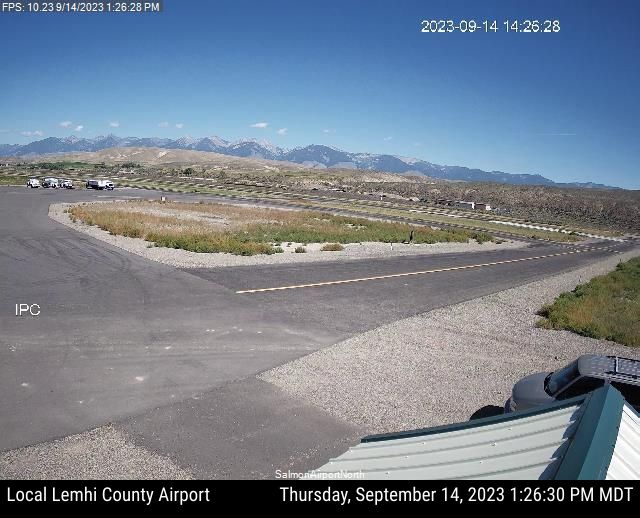 FPS: 10.23 9/14/2023 1:26:28 PM
2023-09-14 14:26:28
IPC
SalmonAirportNorth
Local Lemhi County Airport
Thursday, September 14, 2023 1:26:30 PM MDT